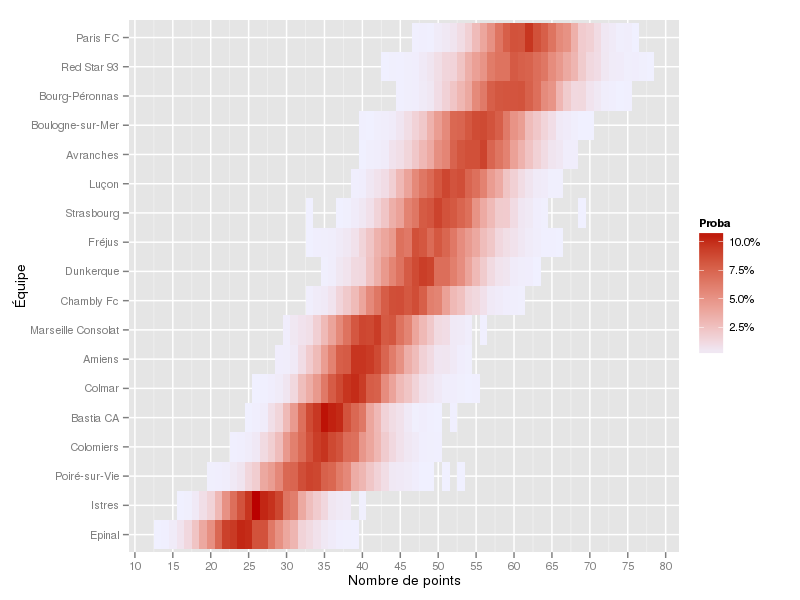 Paris FC
Red Star 93
Bourg-Péronnas
Boulogne-sur-Mer
Avranches
Luçon
Strasbourg
Fréjus
Dunkerque
Chambly Fc
Marseille Consolat
Amiens
Colmar
Bastia CA
Colomiers
Poiré-sur-Vie
Istres
Epinal
Équipe
10 15 20 25 30 35 40 45 50 55 60 65 70 75 80
Nombre de points
Proba
10.0%
7.5%
5.0%
2.5%